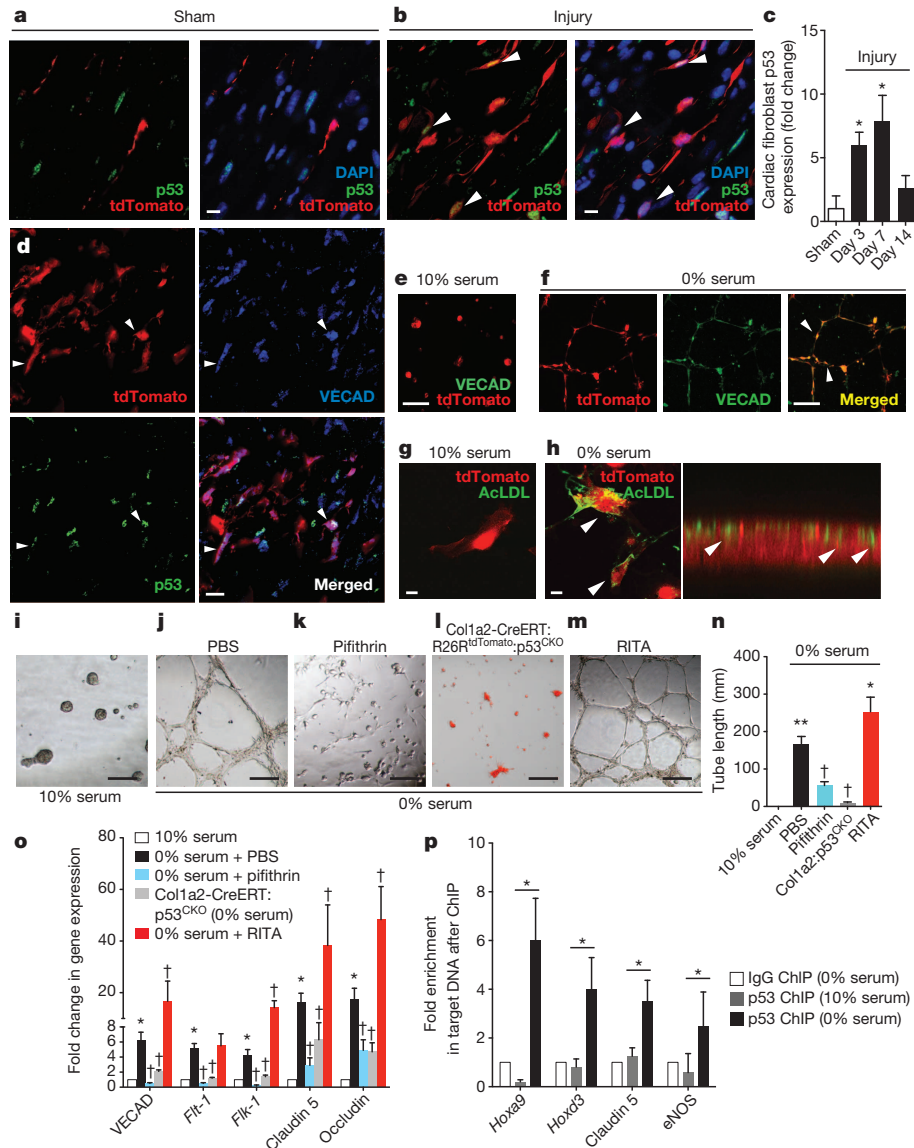 a
Sham
DAPI
p53
tdTomato
p53
tdTomato
b
Injury
p53
tdTomato
DAPI
p53
tdTomato
c
Cardiac fibroblast p53
expression (fold change)
15
10
5
0
Injury
*
*
Sham
Day 3
Day 7
Day 14
d
tdTomato
VECAD
p53
Merged
e
10% serum
VECAD
tdTomato
f
0% serum
tdTomato
VECAD
Merged
g
10% serum
tdTomato
AcLDL
h
0% serum
tdTomato
AcLDL
i
10% serum
j
PBS
k
Pifithrin
l
Col1a2-CreERT:
R26RtdTomato:p53CKO
m
RITA
0% serum
n
0% serum
Tube length (mm)
400
300
200
100
0
**
†
†
*
10% serum
PBS
Pifithrin
Col1a2:p53CKO
RITA
o
Fold change in gene expression
80
60
40
20
6
4
2
0
10% serum
0% serum + PBS
0% serum + pifithrin
Col1a2-CreERT:
p53CKO (0% serum)
0% serum + RITA
* † † †
* † †
* † † †
* † † †
* † † †
VECAD
Flt-1
Flk-1
Claudin 5
Occludin
p
Fold enrichment
in target DNA after ChIP
10
8
6
4
2
0
*
*
*
*
Hoxa9
Hoxd3
Claudin 5
eNOS
IgG ChIP (0% serum)
p53 ChIP (10% serum)
p53 ChIP (0% serum)